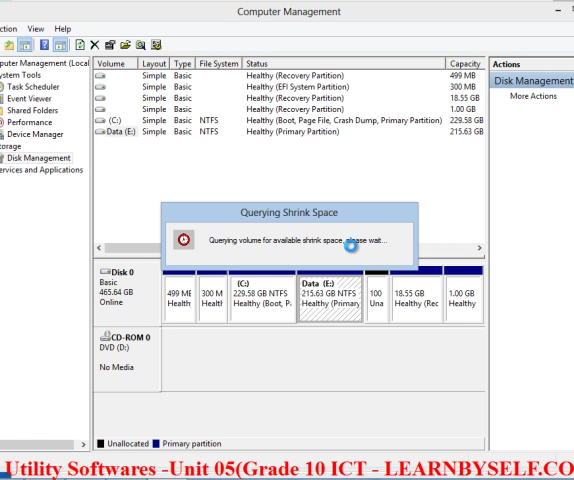 Computer Management
ction View Help
puter Management (Local
ystem Tools
Task Scheduler
Event Viewer
Shared Folders
Performance
Device Manager
torage
Disk Management
ervices and Applications
Volume Layout Type File System Status Capacity
Simple Basic Healthy (Recovery Partition) 499 MB
Simple Basic Healthy (EFI System Partition) 300 MB
Simple Basic Healthy (Recovery Partition) 18.55 GB
Simple Basic Healthy (Recovery Partition) 1.00 GB
(C:) Simple Basic NTFS Healthy (Boot, Page File, Crash Dump, Primary Partition) 229.58 GB
Data (E:) Simple Basic NTFS Healthy (Primary Partition) 215.63 GB
Actions
Disk Management
More Actions
Querying Shrink Space
Querying volume for available shrink space, please wait...
Disk 0
Basic
465.64 GB
Online
499 ME
Health
300 M
Healtl
(C:)
229.58 GB NTFS
Healthy (Boot, P
Data (E:)
215.63 GB NTFS
Healthy (Primary
100
Una
18.55 GB
Healthy (Rec
1.00 GB
Healthy
CD-ROM 0
DVD (D:)
No Media
Unallocated Primary partition
Utility Softwares -Unit 05(Grade 10 ICT - LEARNBYSELF.CO